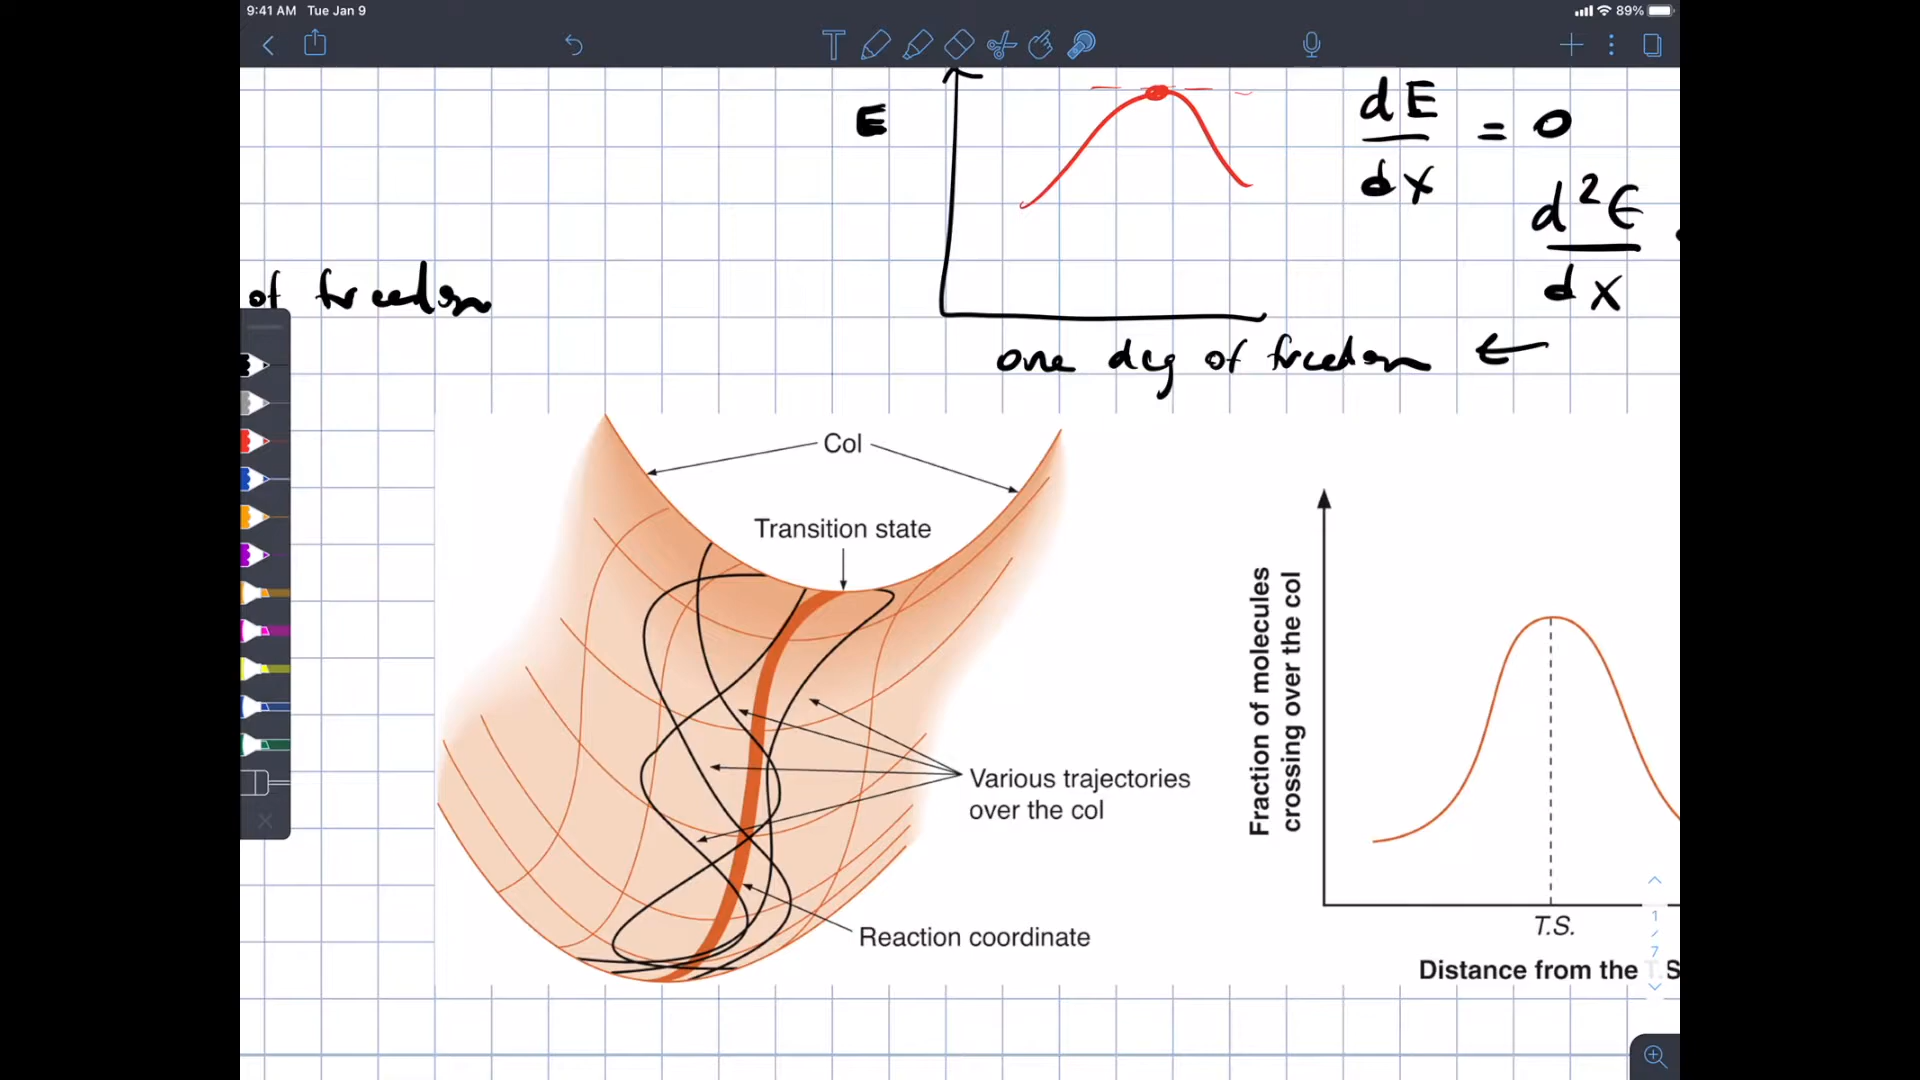 9:41 AM Tue Jan 9
89%
E
dE
dx
= 0
d²E
dx
of freedom
one deg of freedom ←
Col
Transition state
Various trajectories
over the col
Reaction coordinate
Fraction of molecules
crossing over the col
T.S.
Distance from the T.S
1
/
7